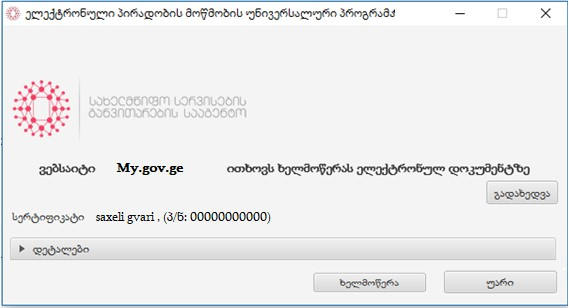 ელექტრონული პირადობის მოწმობის უნივერსალური პროგრამა
სახელმწიფო სერვისების
განვითარების სააგენტო
ვებსაიტი My.gov.ge ითხოვს ხელმოწერას ელექტრონულ დოკუმენტზე
გადახედვა
სერტიფიკატი saxeli gvari , (პ/ნ: 00000000000)
დეტალები
ხელმოწერა უარი